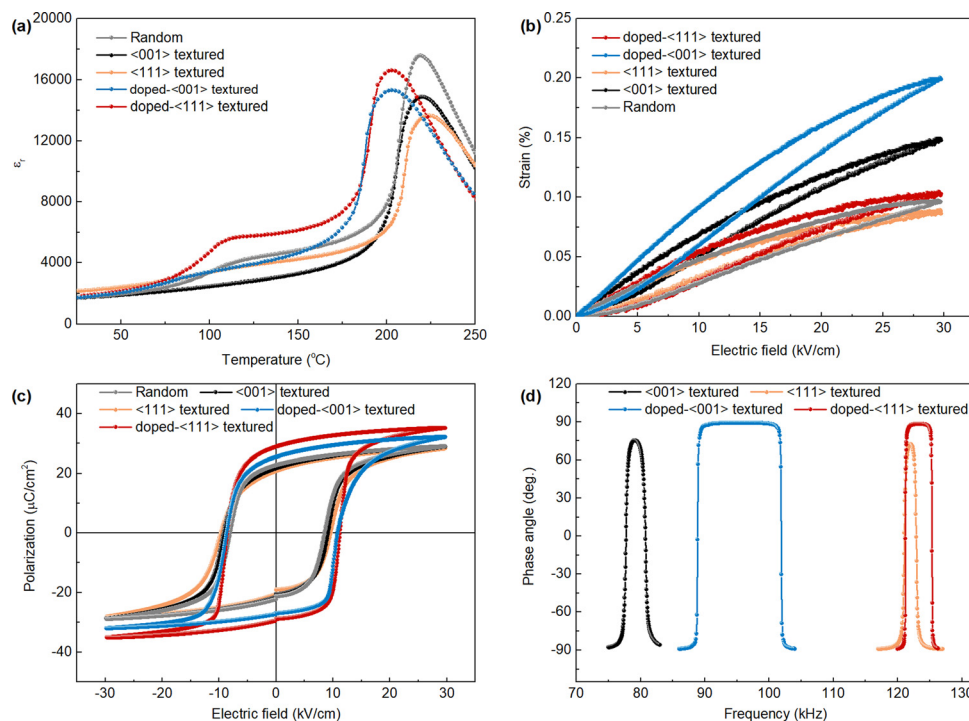 (a)
20000
16000
12000
8000
4000
0
εr
Random
<001> textured
<111> textured
doped-<001> textured
doped-<111> textured
50
100
150
200
250
Temperature (°C)
(b)
0.25
0.20
0.15
0.10
0.05
0.00
Strain (%)
doped-<111> textured
doped-<001> textured
<111> textured
<001> textured
Random
0
5
10
15
20
25
30
Electric field (kV/cm)
(c)
40
20
0
-20
-40
Polarization (μC/cm²)
Random
<001> textured
<111> textured
doped-<001> textured
doped-<111> textured
-30
-20
-10
0
10
20
30
Electric field (kV/cm)
(d)
120
90
60
30
0
-30
-60
-90
Phase angle (deg.)
<001> textured
<111> textured
doped-<001> textured
doped-<111> textured
70
80
90
100
110
120
130
Frequency (kHz)